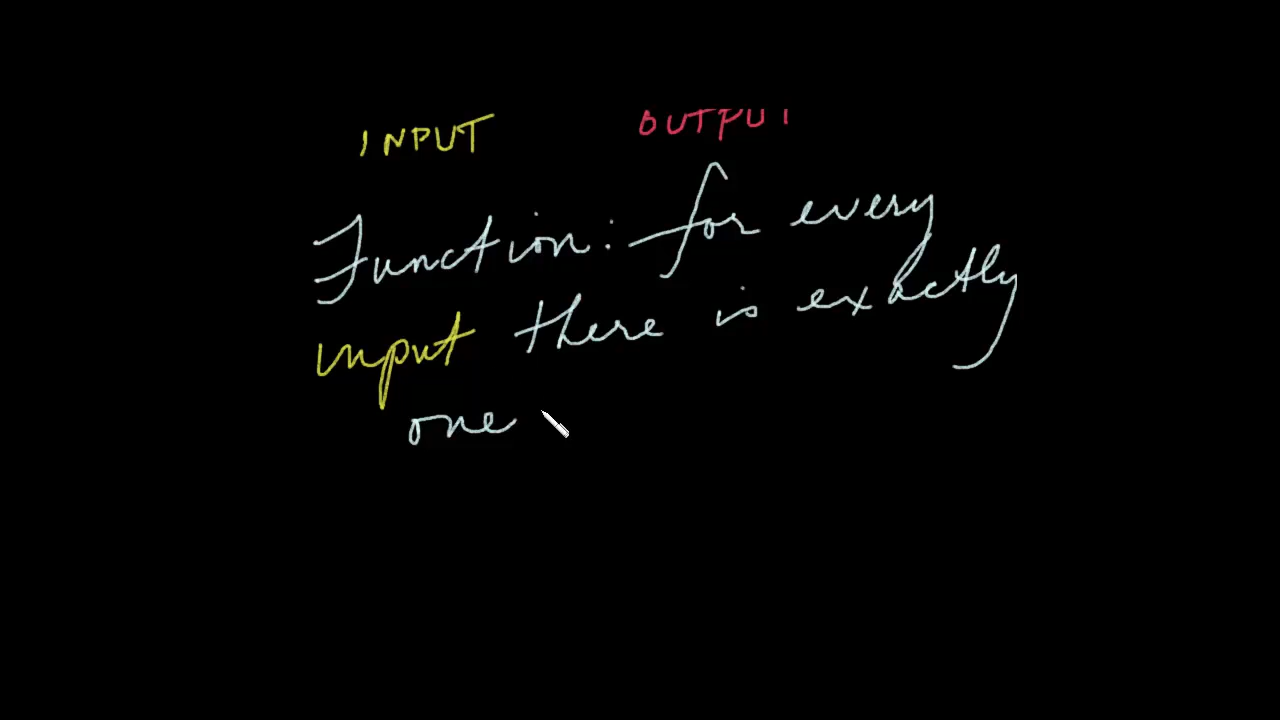 INPUT OUTPUT
Function: for every
input there is exactly
one